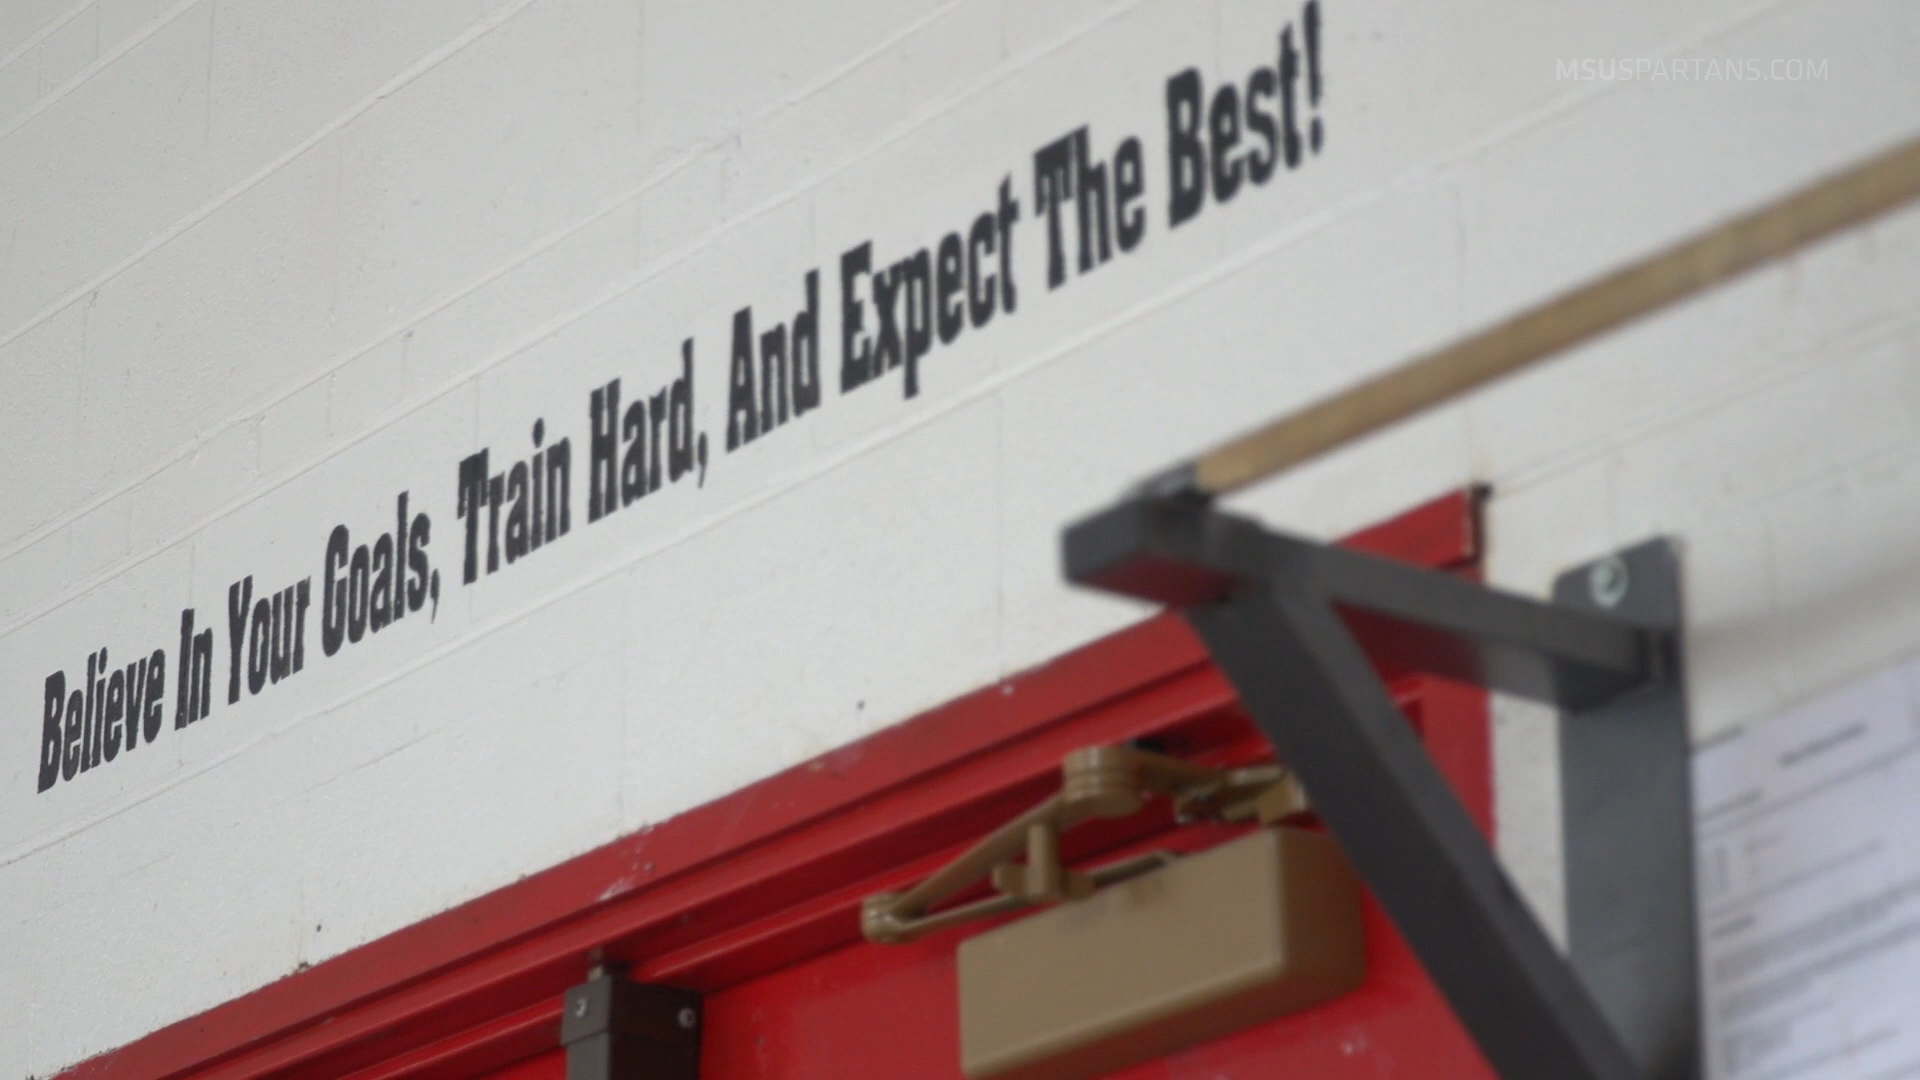 MSUSPARTANS.COM
Believe In Your Goals, Train Hard, And Expect The Best!